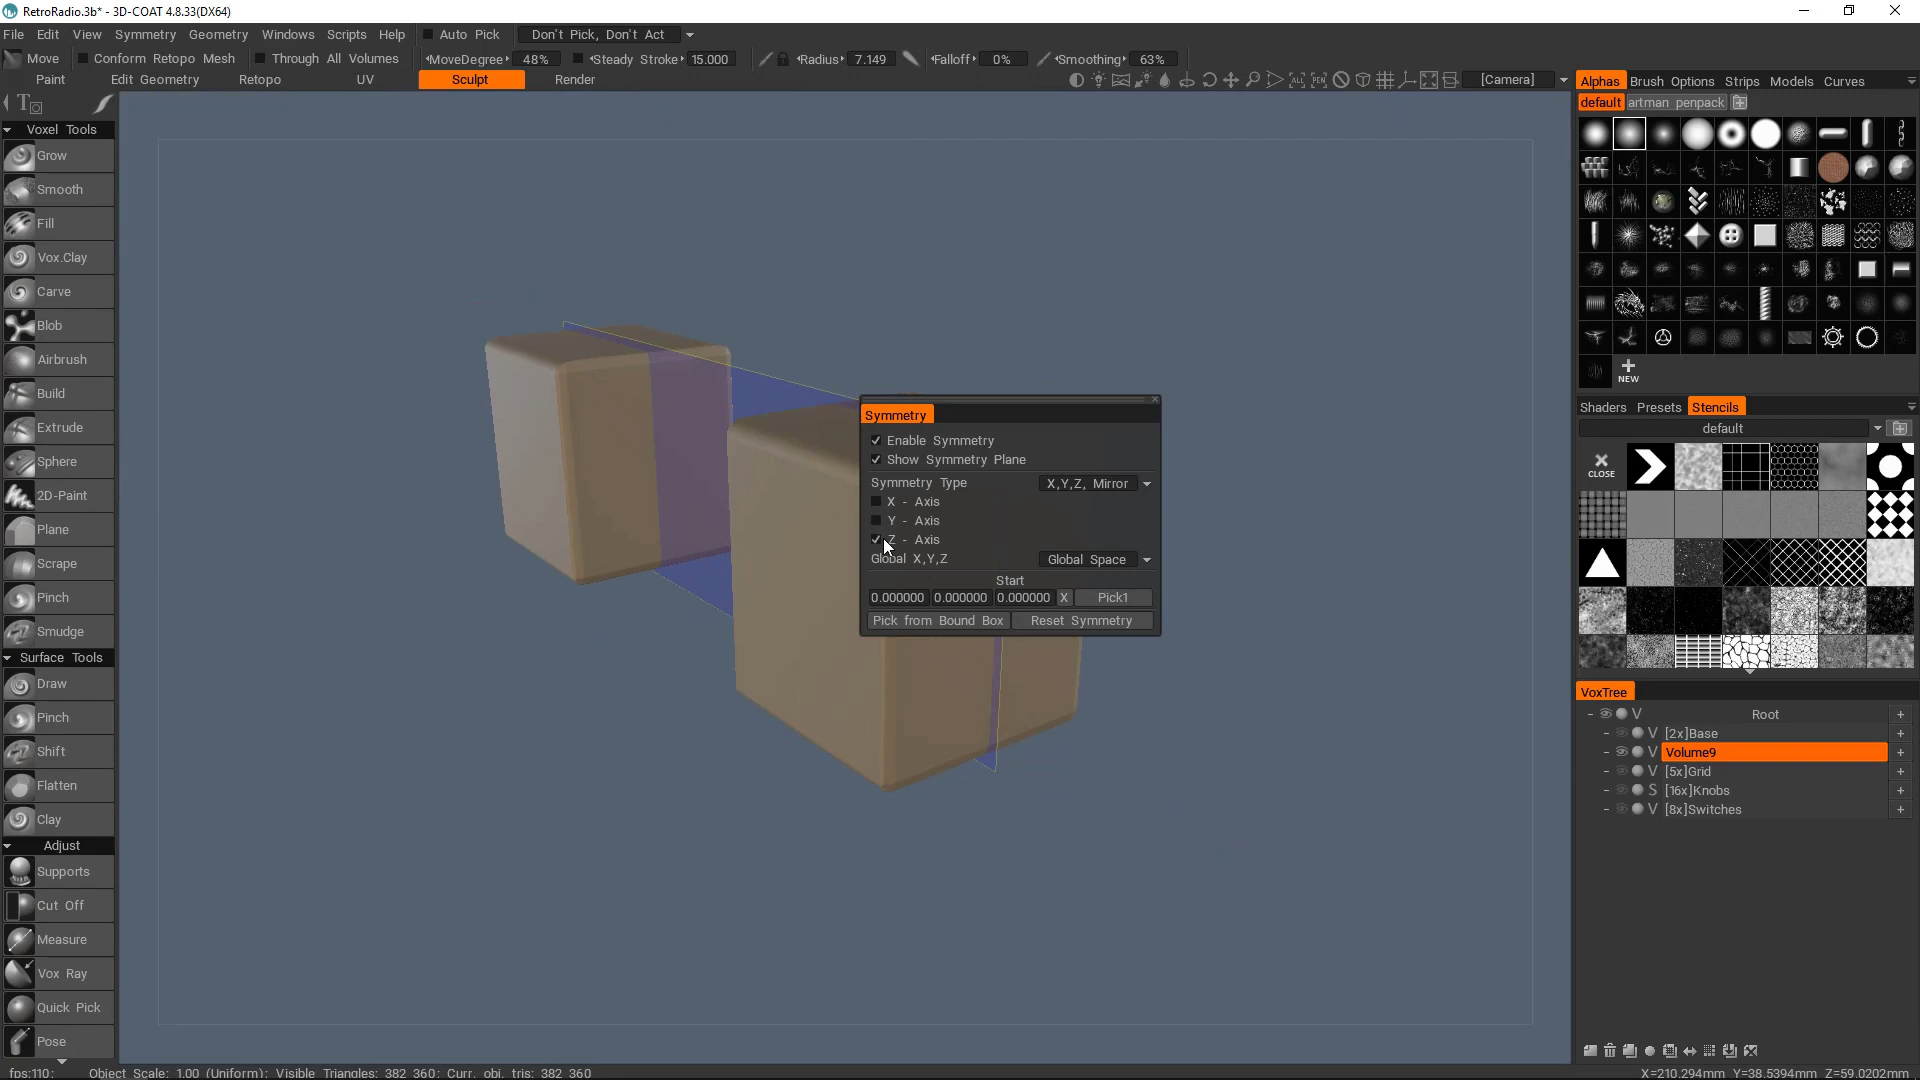 RetroRadio.3b* - 3D-COAT 4.8.33(DX64)
File Edit View Symmetry Geometry Windows Scripts Help Auto Pick Don't Pick, Don't Act
Move Conform Retopo Mesh Through All Volumes MoveDegree 48% Steady Stroke 15.000 Radius 7.149 Falloff 0% Smoothing 63%
Paint Edit Geometry Retopo UV Sculpt Render [Camera]
Voxel Tools
Grow
Smooth
Fill
Vox.Clay
Carve
Blob
Airbrush
Build
Extrude
Sphere
2D-Paint
Plane
Scrape
Pinch
Smudge
Surface Tools
Draw
Pinch
Shift
Flatten
Clay
Adjust
Supports
Cut Off
Measure
Vox Ray
Quick Pick
Pose
Symmetry
Enable Symmetry
Show Symmetry Plane
Symmetry Type X,Y,Z, Mirror
X - Axis
Y - Axis
Z - Axis
Global X,Y,Z Global Space
Start
0.000000 0.000000 0.000000 X Pick1
Pick from Bound Box Reset Symmetry
Alphas Brush Options Strips Models Curves
default artman penpack
NEW
Shaders Presets Stencils
default
CLOSE
VoxTree
- V Root +
- V [2x]Base +
- V Volume9 +
- V [5x]Grid +
- S [16x]Knobs +
- V [8x]Switches +
fps:110; Object Scale: 1.00 (Uniform); Visible Triangles: 382 360; Curr. obj. tris: 382 360
X=210.294mm Y=38.5394mm Z=59.0202mm